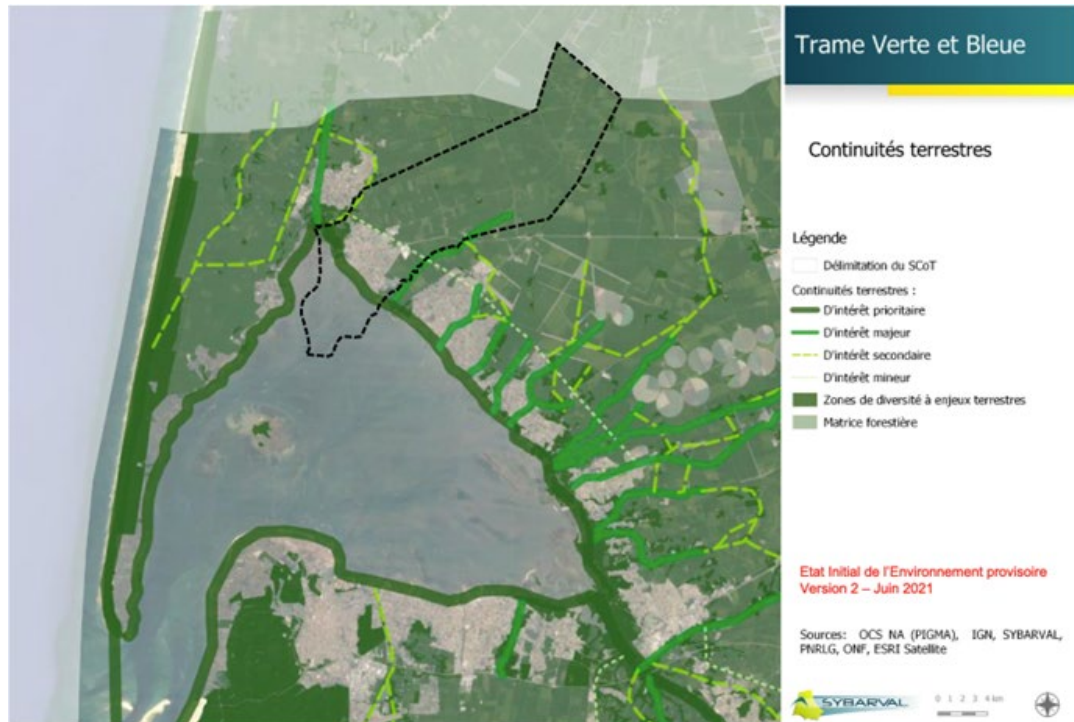 Trame Verte et Bleue
Continuités terrestres
Légende
Délimitation du SCoT
Continuités terrestres :
D'intérêt prioritaire
D'intérêt majeur
D'intérêt secondaire
D'intérêt mineur
Zones de diversité à enjeux terrestres
Matrice forestière
Etat Initial de l'Environnement provisoire
Version 2 – Juin 2021
Sources: OCS NA (PIGMA), IGN, SYBARVAL,
PNRLG, ONF, ESRI Satellite
SYBARVAL
0 1 2 3 4 km